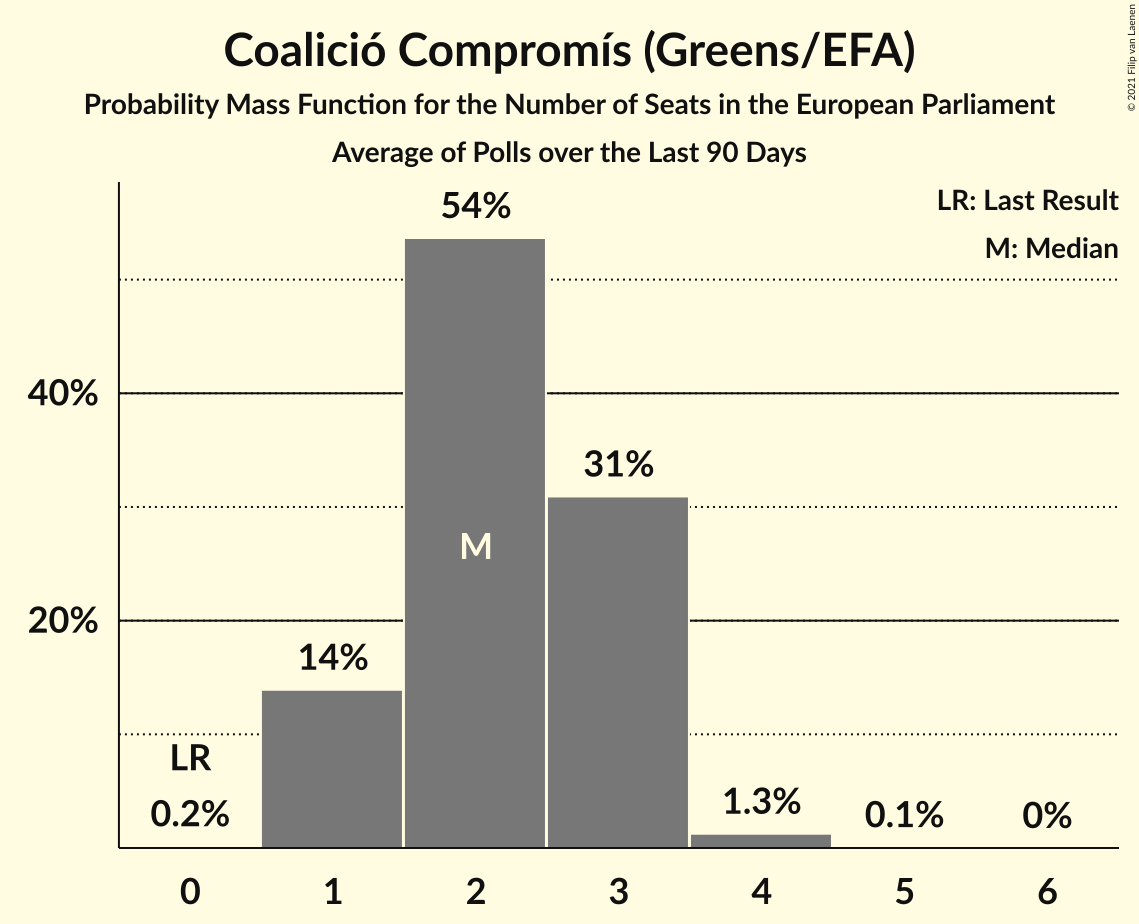 Coalició Compromís (Greens/EFA)
Probability Mass Function for the Number of Seats in the European Parliament
Average of Polls over the Last 90 Days
© 2021 Filip van Laenen
LR: Last Result
M: Median
54%
40%
31%
M
20%
14%
LR
0.2%
1.3%
0.1%
0%
0 1 2 3 4 5 6